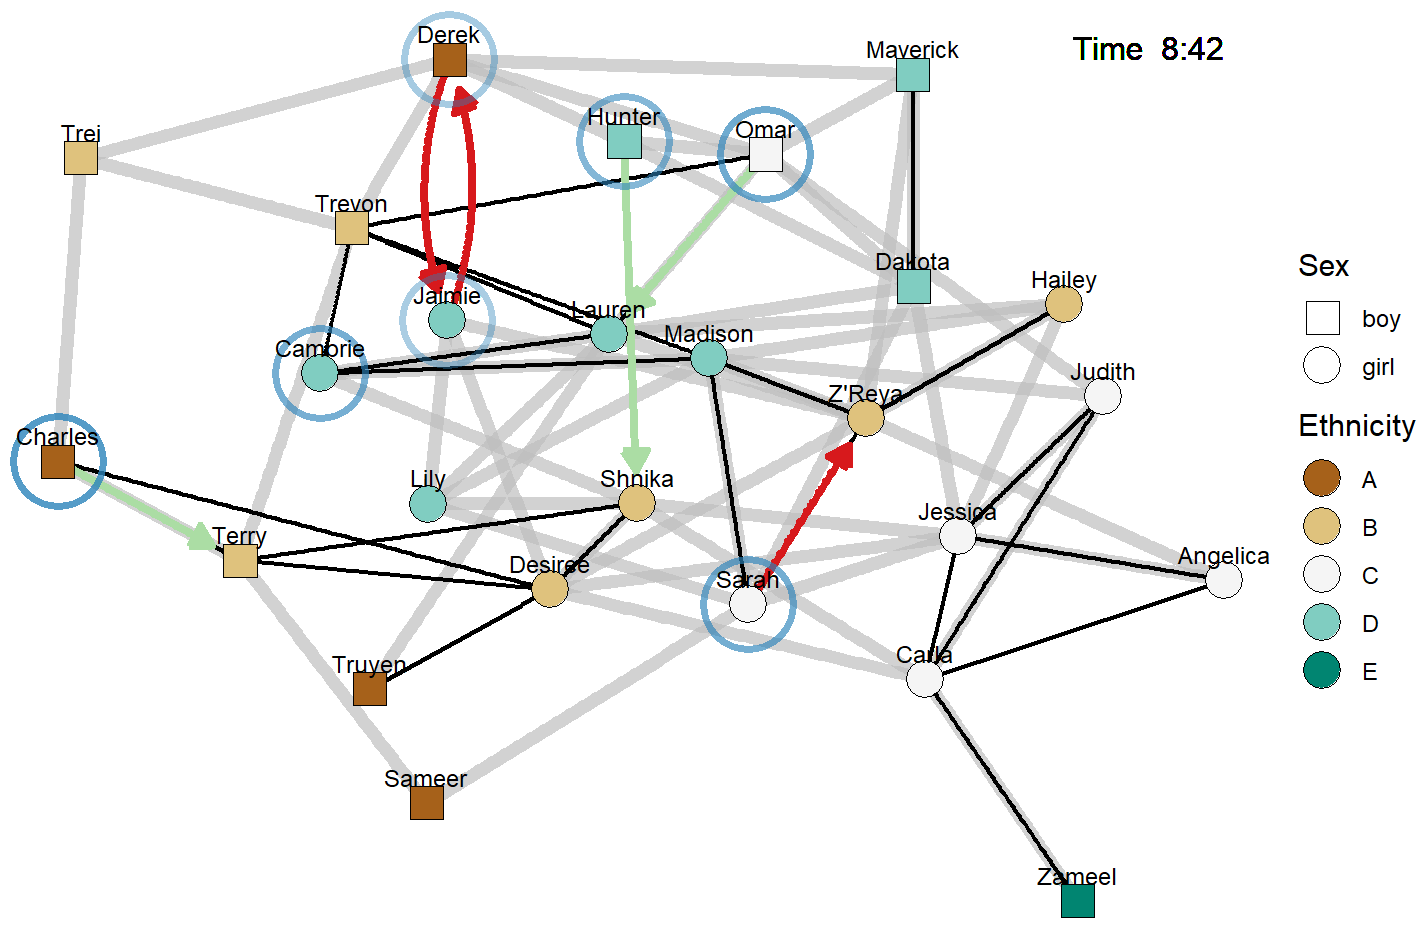 Derek
Maverick
Time 8:42
Hunter
Omar
Trei
Trevon
Dakota
Hailey
Sex
Jaimie
Lauren
Madison
boy
Cambrie
girl
Judith
Z'Reya
Ethnicity
Charles
Lily
Shnika
A
Jessica
B
Terry
Desiree
Sarah
Angelica
C
D
Carla
Truyen
E
Sameer
Zameel